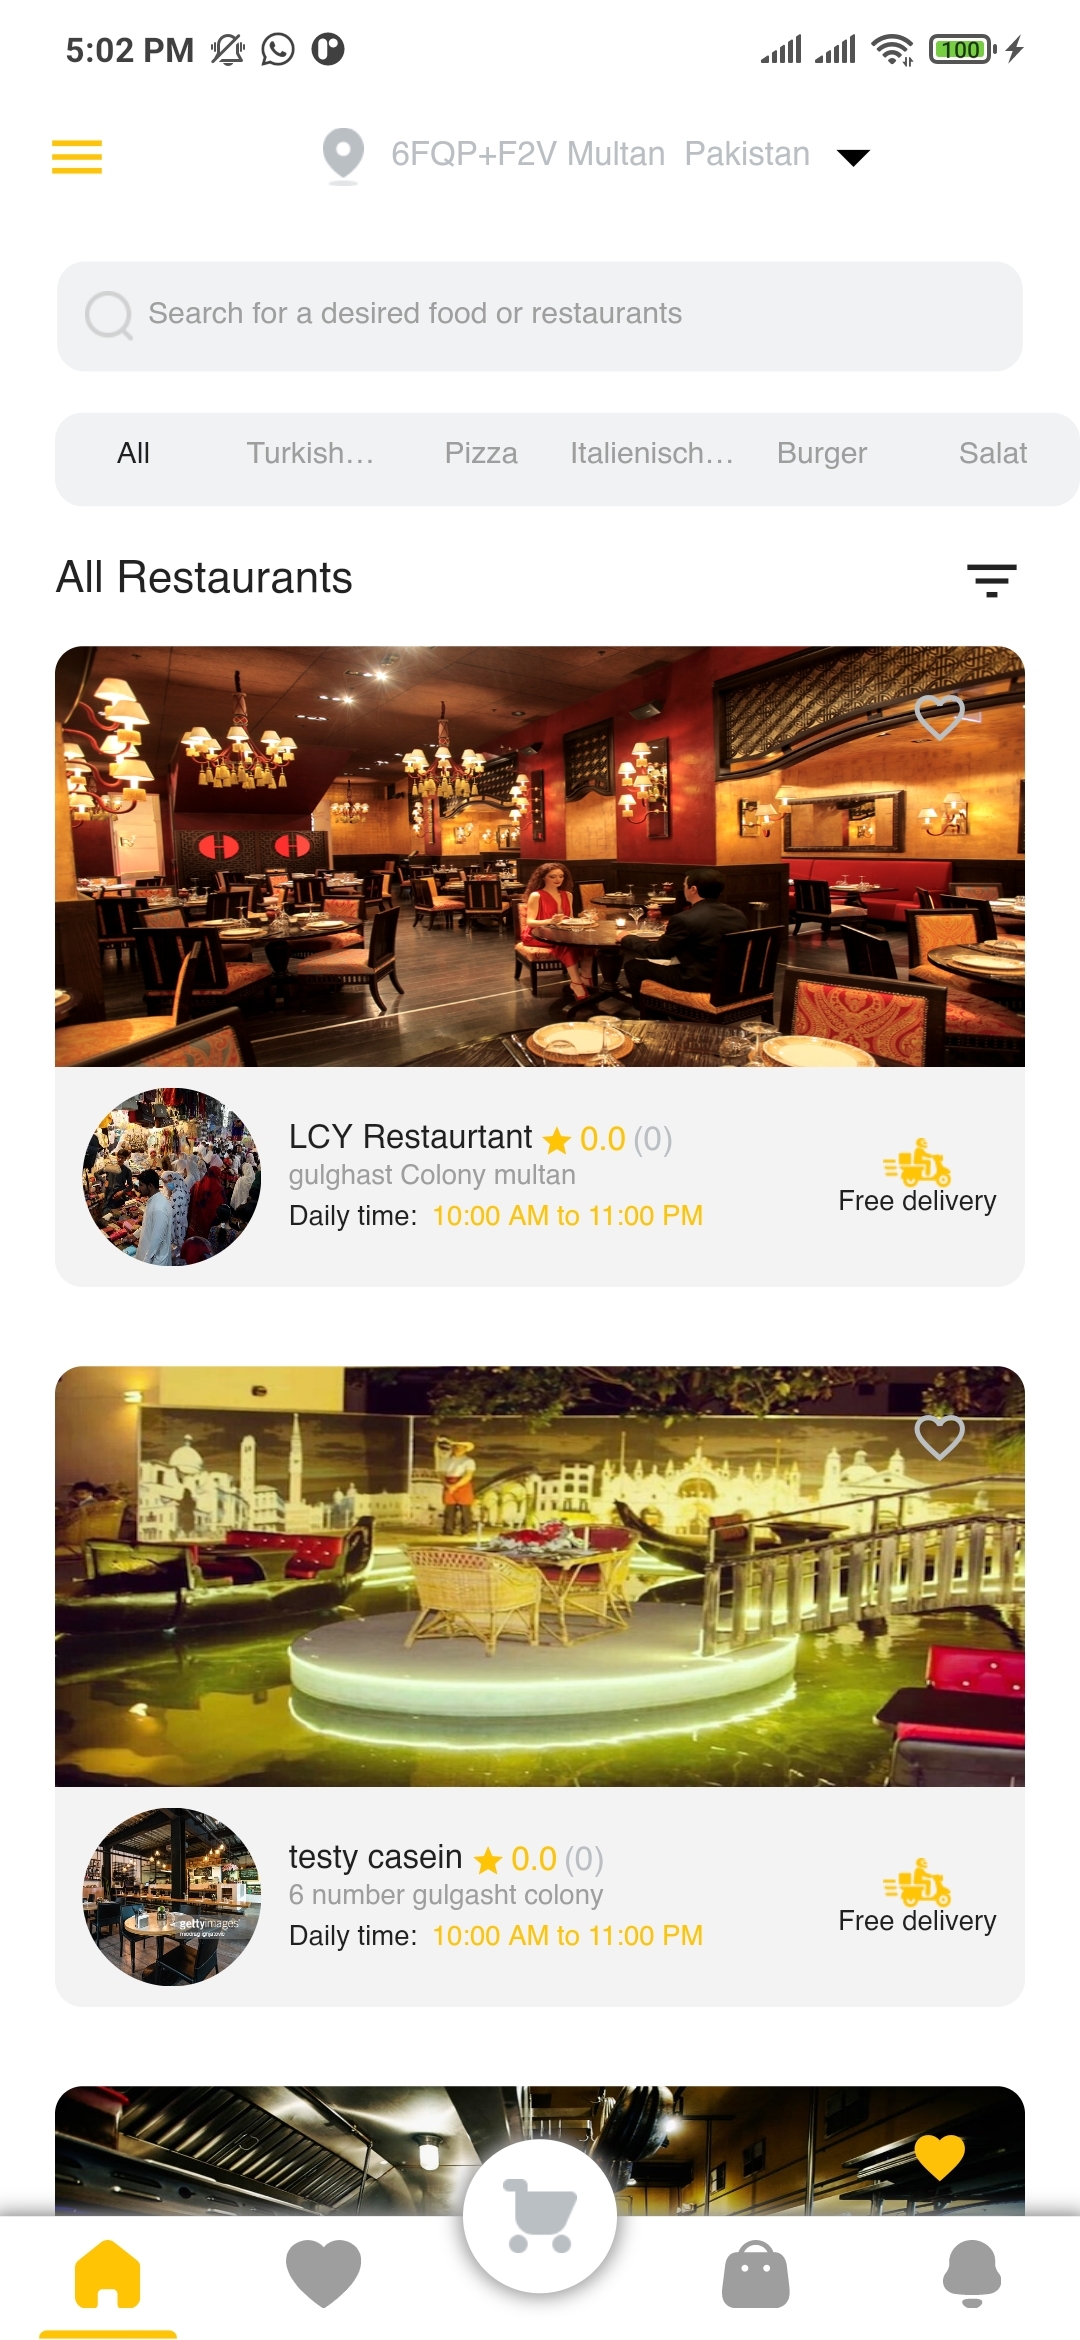 5:02 PM
100
6FQP+F2V Multan  Pakistan
Search for a desired food or restaurants
All Turkish... Pizza Italienisch... Burger Salat
All Restaurants
LCY Restaurtant 0.0 (0)
gulghast Colony multan
Daily time: 10:00 AM to 11:00 PM
Free delivery
testy casein 0.0 (0)
6 number gulgasht colony
Daily time: 10:00 AM to 11:00 PM
Free delivery
gettyimages